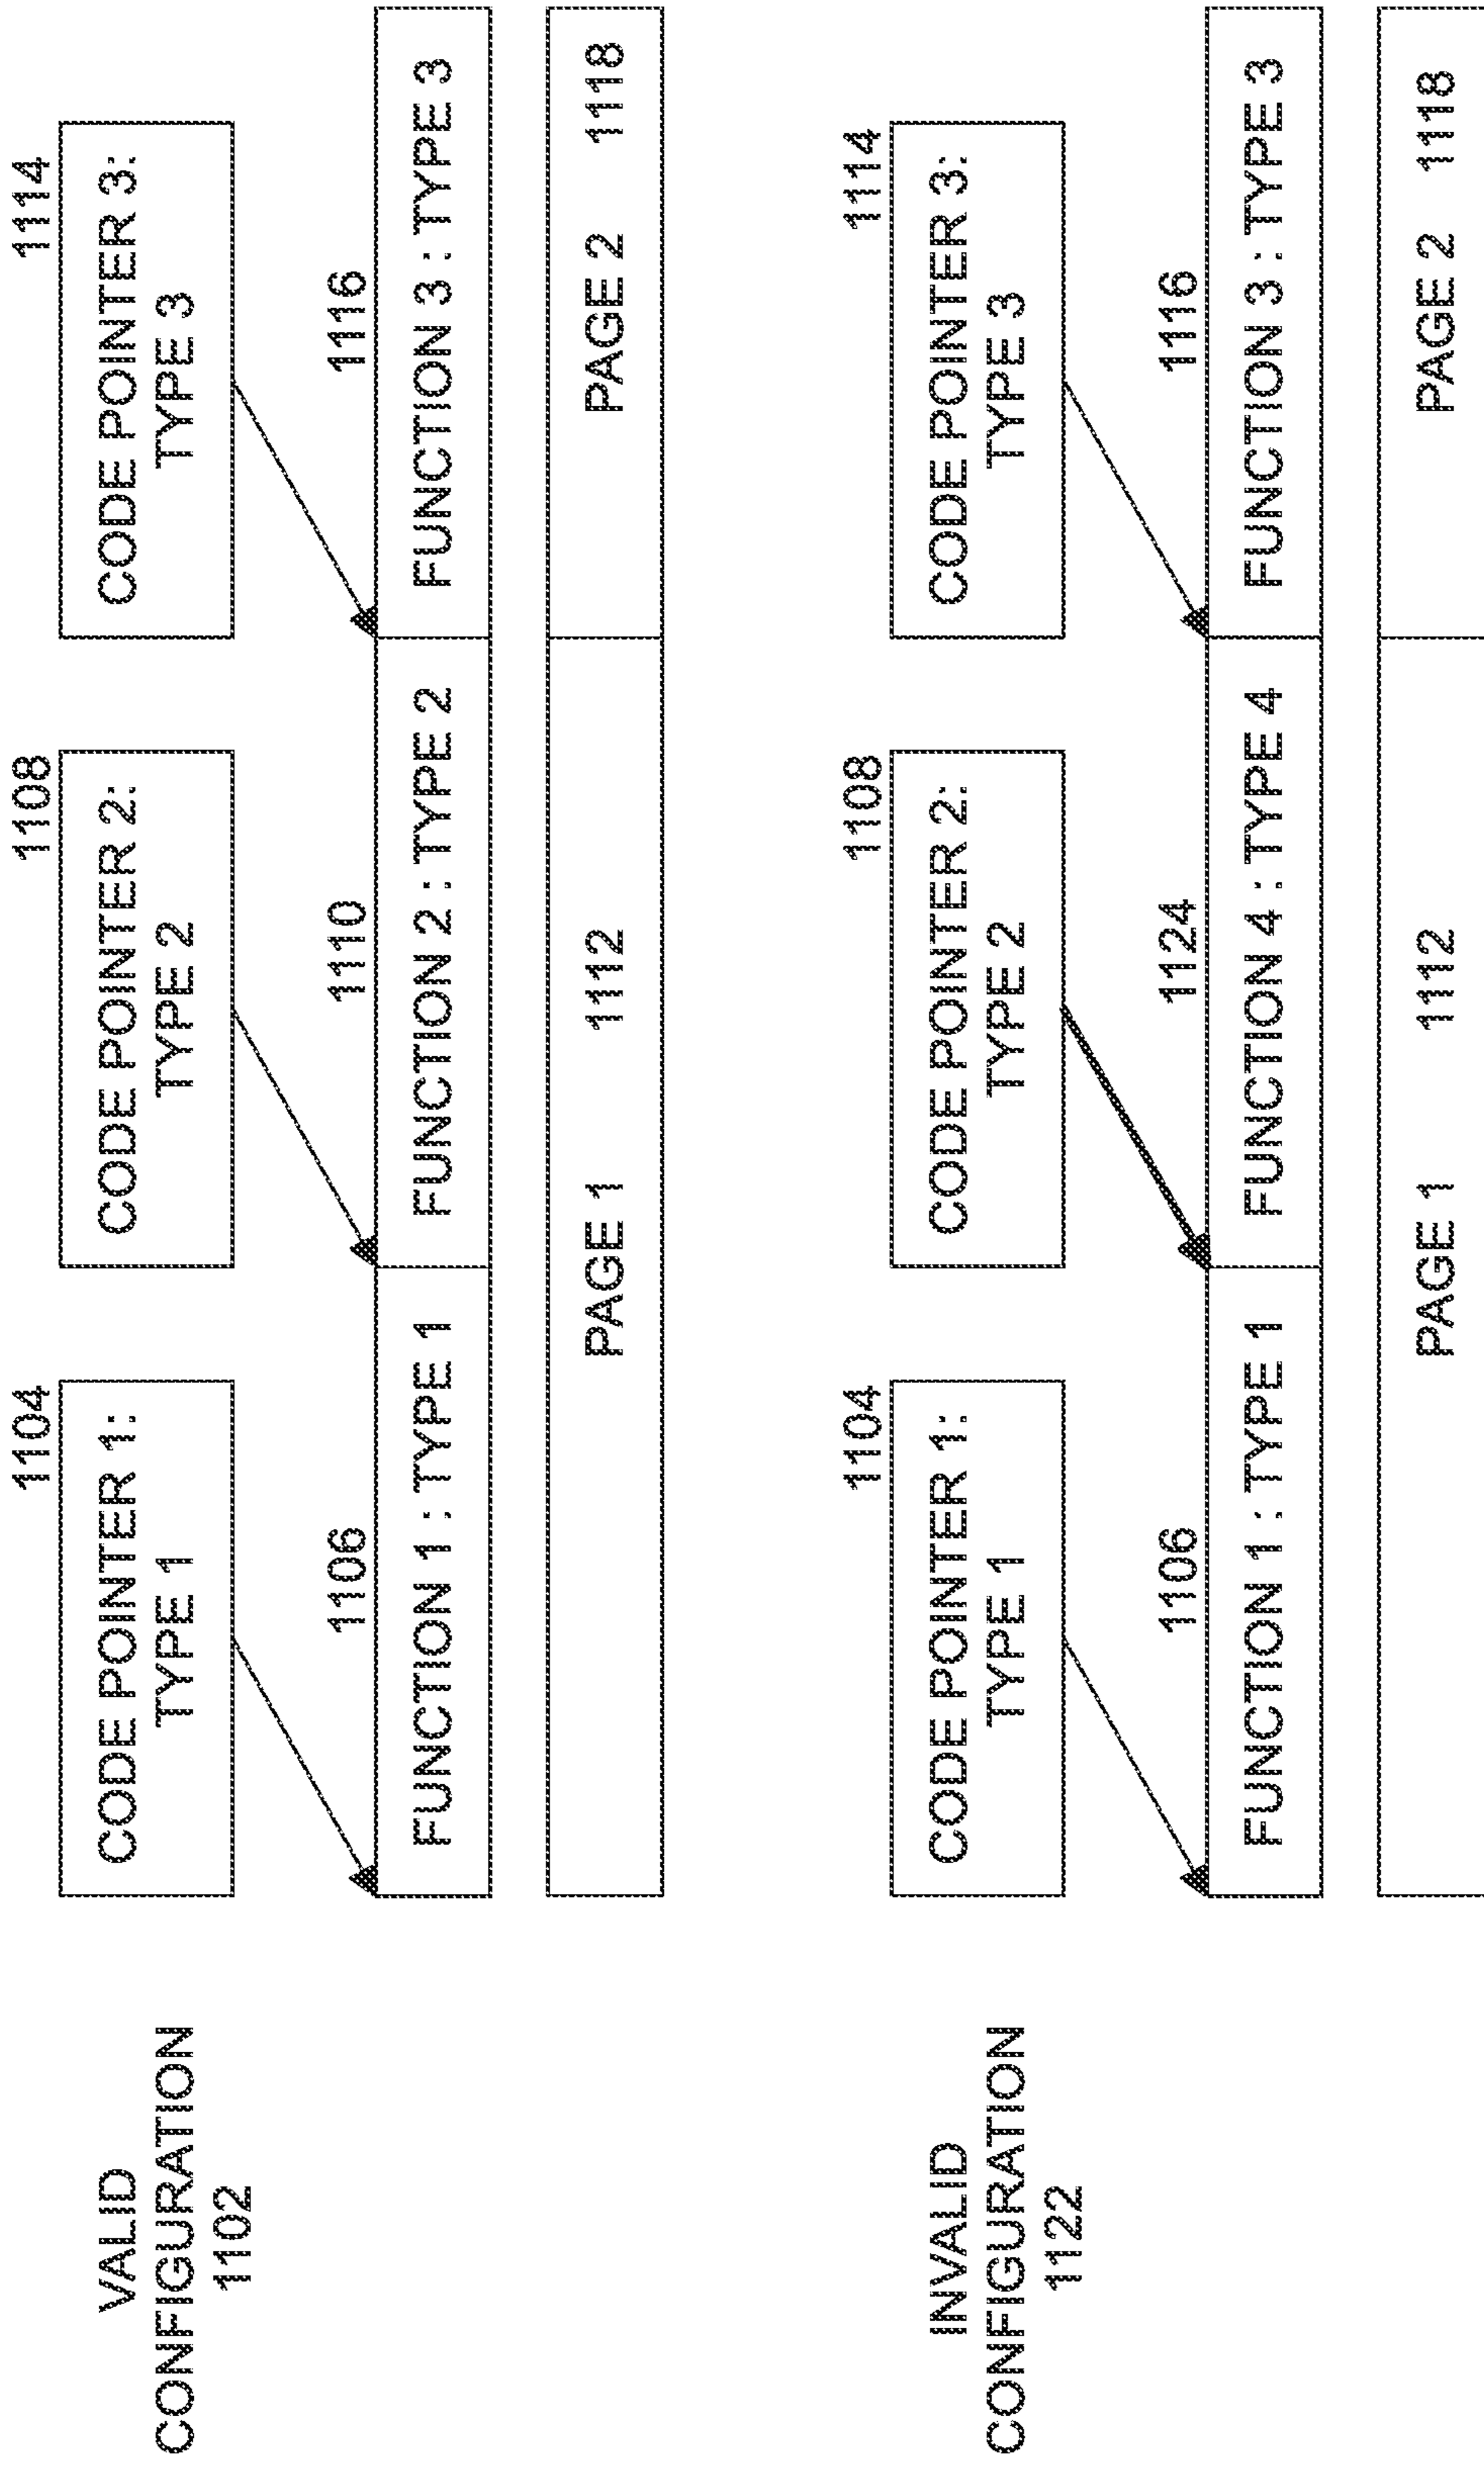 VALID
CONFIGURATION
1102
1104
CODE POINTER 1:
TYPE 1
1108
CODE POINTER 2:
TYPE 2
1114
CODE POINTER 3:
TYPE 3
1106
1110
1116
FUNCTION 1 : TYPE 1
FUNCTION 2 : TYPE 2
FUNCTION 3 : TYPE 3
PAGE 1
1112
PAGE 2
1118
INVALID
CONFIGURATION
1122
1104
CODE POINTER 1:
TYPE 1
1108
CODE POINTER 2:
TYPE 2
1114
CODE POINTER 3:
TYPE 3
1106
1124
1116
FUNCTION 1 : TYPE 1
FUNCTION 4 : TYPE 4
FUNCTION 3 : TYPE 3
PAGE 1
1112
PAGE 2
1118